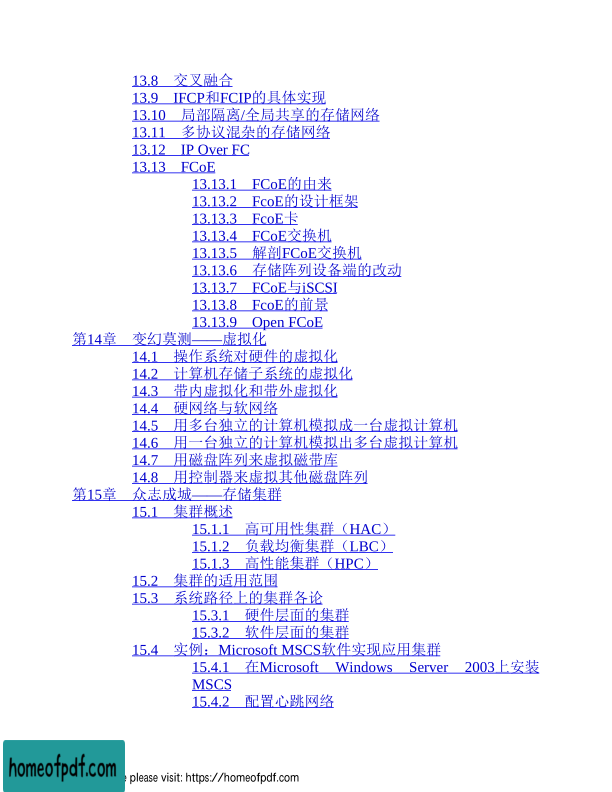 13.8 交叉融合
13.9 IFCP和FCIP的具体实现
13.10 局部隔离/全局共享的存储网络
13.11 多协议混杂的存储网络
13.12 IP Over FC
13.13 FCoE
13.13.1 FCoE的由来
13.13.2 FcoE的设计框架
13.13.3 FcoE卡
13.13.4 FCoE交换机
13.13.5 解剖FCoE交换机
13.13.6 存储阵列设备端的改动
13.13.7 FCoE与iSCSI
13.13.8 FcoE的前景
13.13.9 Open FCoE
第14章 变幻莫测——虚拟化
14.1 操作系统对硬件的虚拟化
14.2 计算机存储子系统的虚拟化
14.3 带内虚拟化和带外虚拟化
14.4 硬网络与软网络
14.5 用多台独立的计算机模拟成一台虚拟计算机
14.6 用一台独立的计算机模拟出多台虚拟计算机
14.7 用磁盘阵列来虚拟磁带库
14.8 用控制器来虚拟其他磁盘阵列
第15章 众志成城——存储集群
15.1 集群概述
15.1.1 高可用性集群（HAC）
15.1.2 负载均衡集群（LBC）
15.1.3 高性能集群（HPC）
15.2 集群的适用范围
15.3 系统路径上的集群各论
15.3.1 硬件层面的集群
15.3.2 软件层面的集群
15.4 实例：Microsoft MSCS软件实现应用集群
15.4.1 在Microsoft Windows Server 2003上安装
MSCS
15.4.2 配置心跳网络
homeofpdf.com
please visit: https://homeofpdf.com